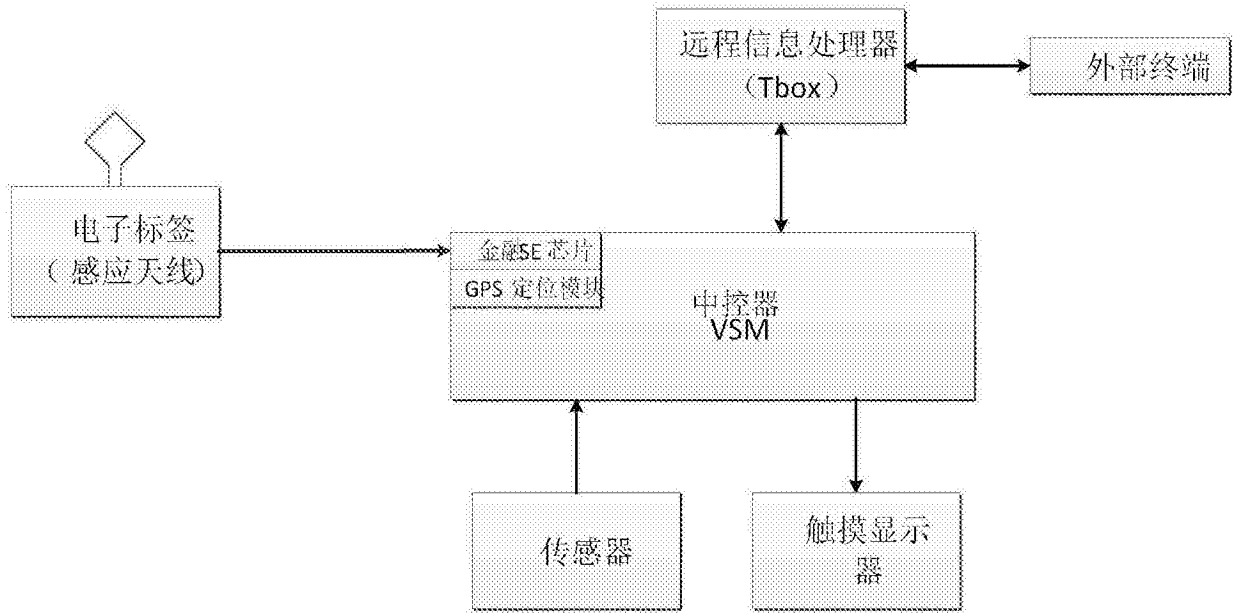 远程信息处理器
（Tbox）
外部终端
电子标签
（感应天线）
金融SE 芯片
GPS 定位模块
中控器
VSM
传感器
触摸显示
器